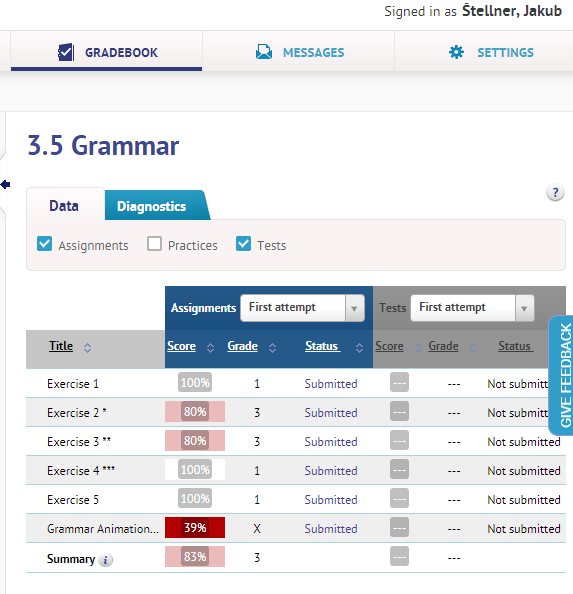 Signed in as Štellner, Jakub
GRADEBOOK MESSAGES SETTINGS
3.5 Grammar
?
Data Diagnostics
Assignments Practices Tests
Assignments First attempt Tests First attempt
Title Score Grade Status Score Grade Status
Exercise 1 100% 1 Submitted --- --- Not submitted
Exercise 2 * 80% 3 Submitted --- --- Not submitted
Exercise 3 ** 80% 3 Submitted --- --- Not submitted
Exercise 4 *** 100% 1 Submitted --- --- Not submitted
Exercise 5 100% 1 Submitted --- --- Not submitted
Grammar Animation... 39% X Submitted --- --- Not submitted
Summary i 83% 3 --- ---
GIVE FEEDBACK